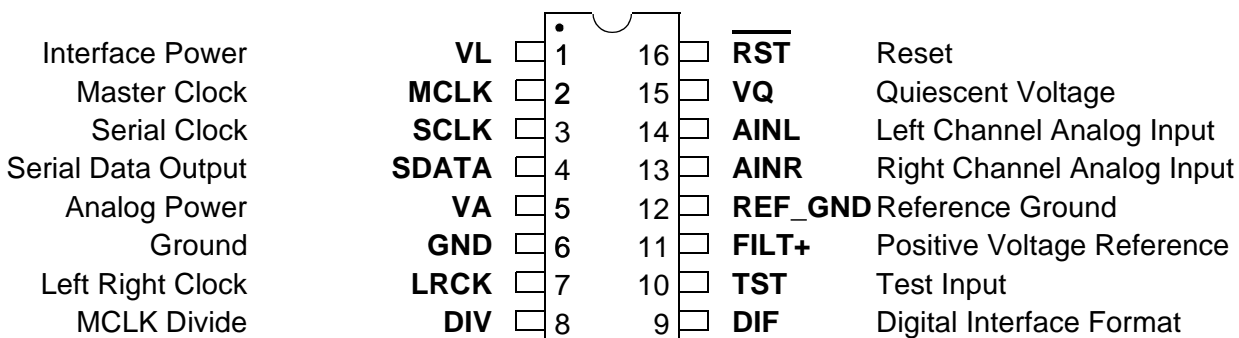 Interface Power VL 1 16 RST Reset
Master Clock MCLK 2 15 VQ Quiescent Voltage
Serial Clock SCLK 3 14 AINL Left Channel Analog Input
Serial Data Output SDATA 4 13 AINR Right Channel Analog Input
Analog Power VA 5 12 REF_GND Reference Ground
Ground GND 6 11 FILT+ Positive Voltage Reference
Left Right Clock LRCK 7 10 TST Test Input
MCLK Divide DIV 8 9 DIF Digital Interface Format